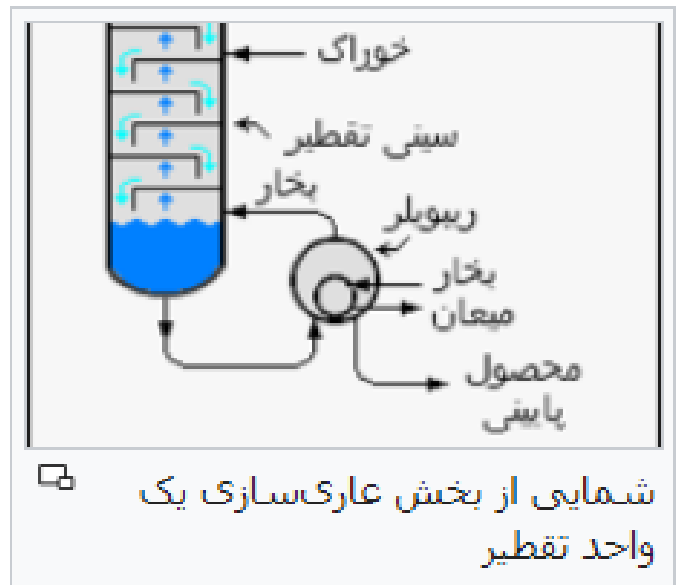 خوراک
سینی تقطیر
بخار
ریبویلر
بخار
میعان
محصول
پایینی
شمایی از بخش عاری‌سازی یک
واحد تقطیر